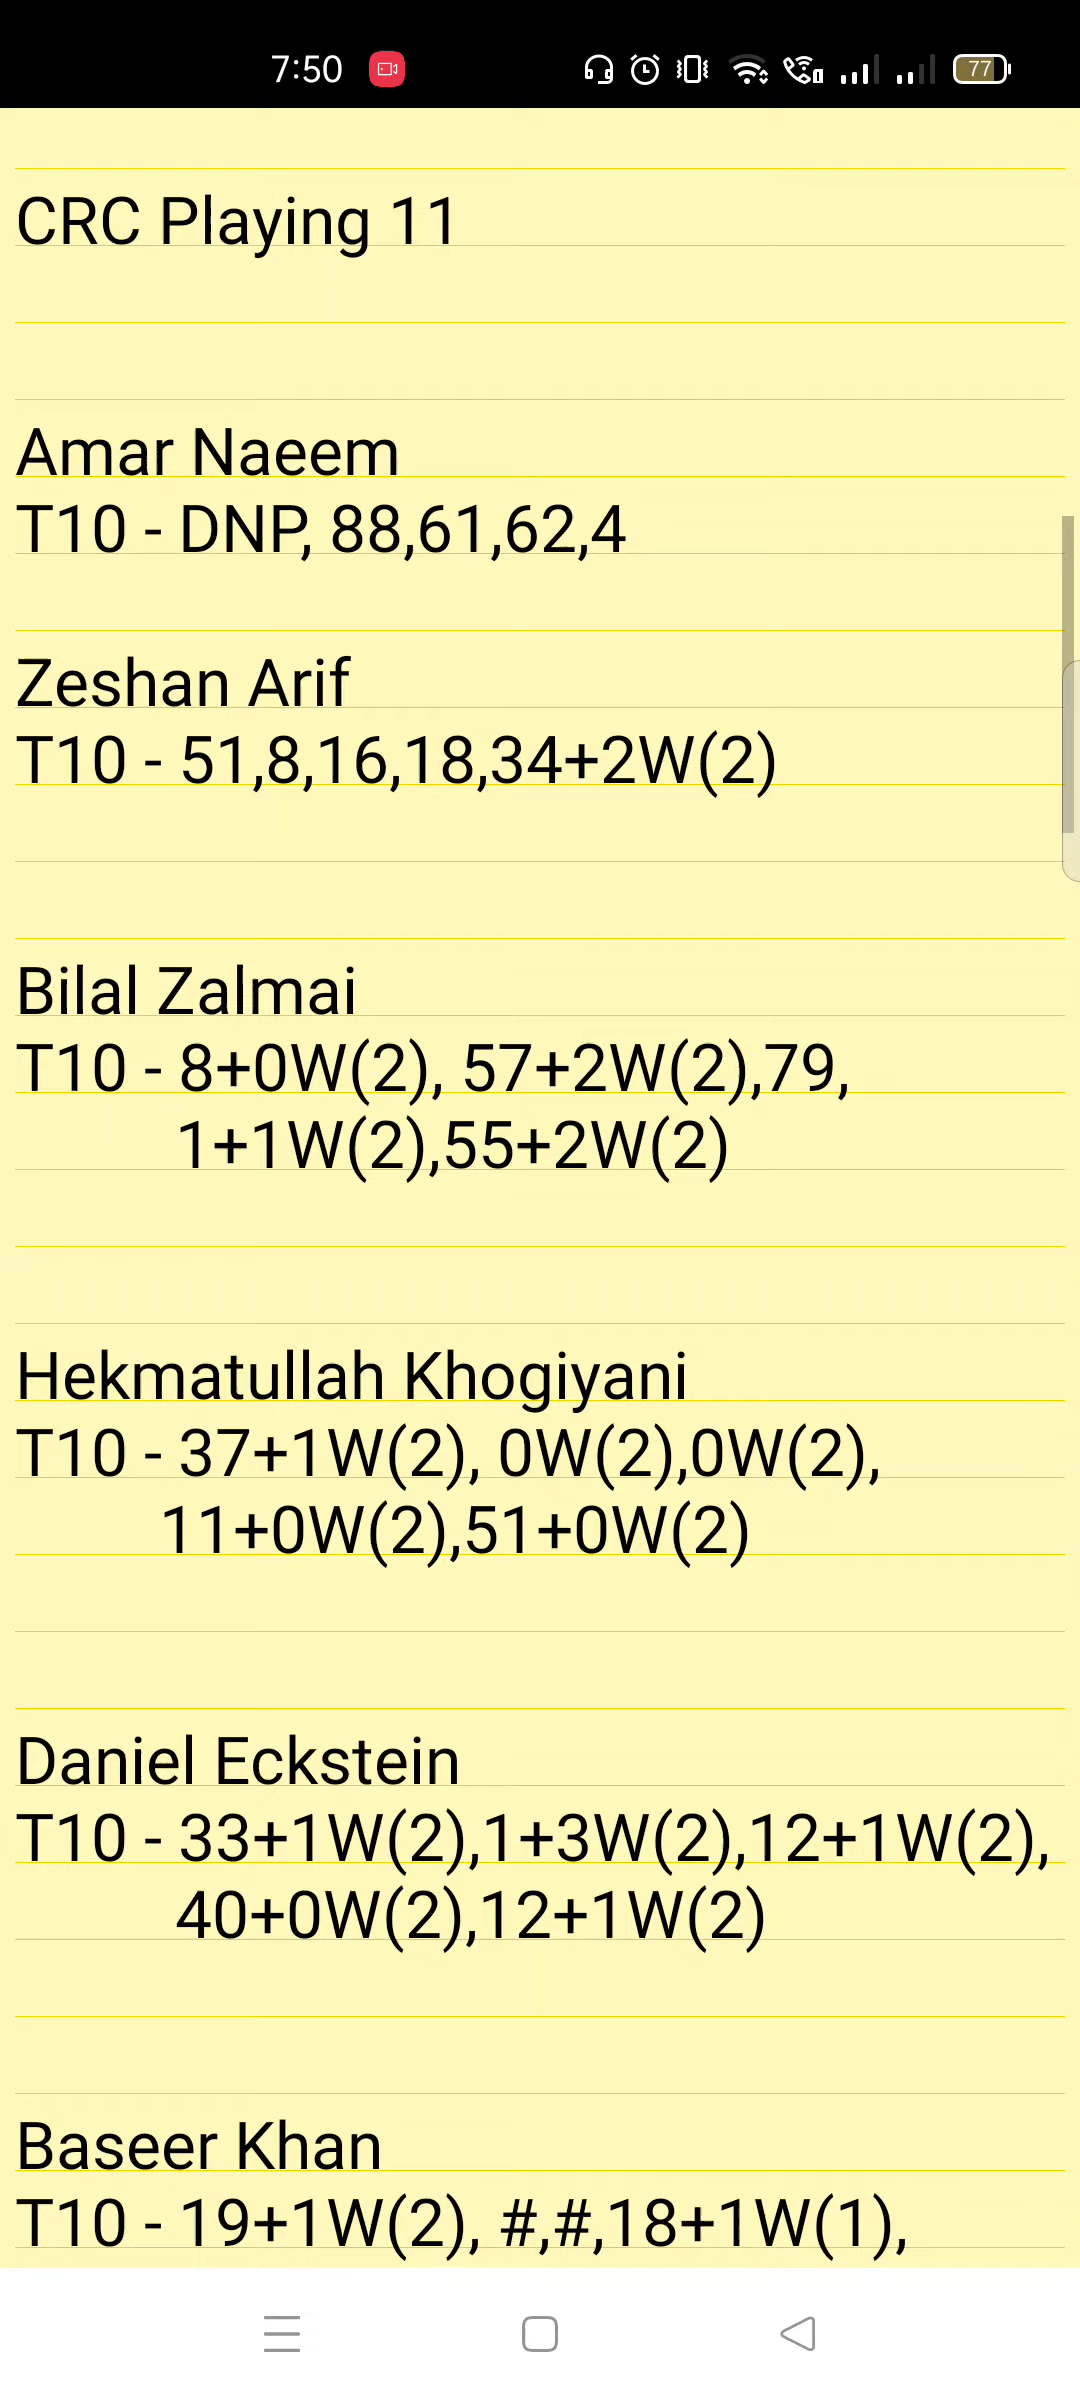 7:50
77
CRC Playing 11
Amar Naeem
T10 - DNP, 88,61,62,4
Zeshan Arif
T10 - 51,8,16,18,34+2W(2)
Bilal Zalmai
T10 - 8+0W(2), 57+2W(2),79,
1+1W(2),55+2W(2)
Hekmatullah Khogiyani
T10 - 37+1W(2), 0W(2),0W(2),
11+0W(2),51+0W(2)
Daniel Eckstein
T10 - 33+1W(2),1+3W(2),12+1W(2),
40+0W(2),12+1W(2)
Baseer Khan
T10 - 19+1W(2), #,#,18+1W(1),